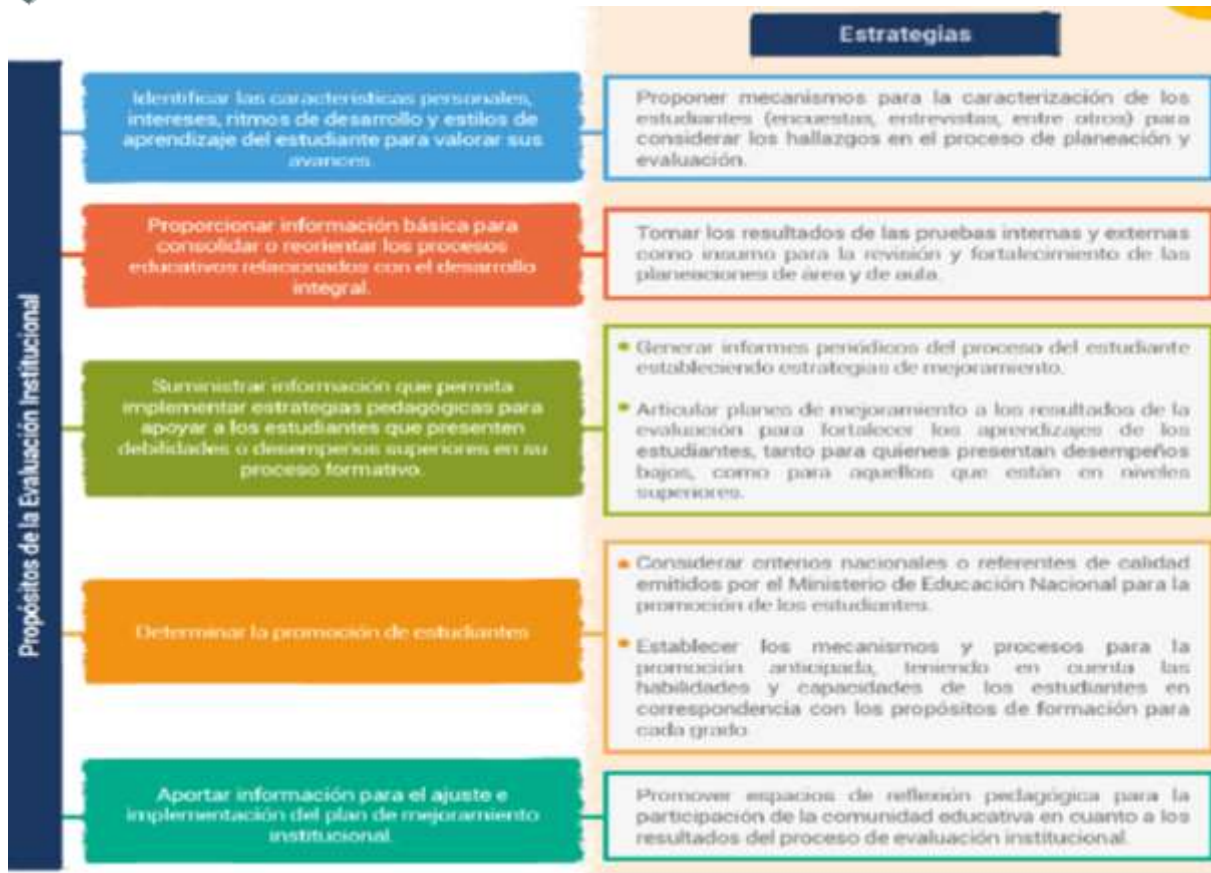 Estrategias
Propósitos de la Evaluación Institucional
Identificar las características personales,
intereses, ritmos de desarrollo y estilos de
aprendizaje del estudiante para valorar sus
avances.
Proponer mecanismos para la caracterización de los
estudiantes (encuestas, entrevistas, entre otros) para
considerar los hallazgos en el proceso de planeación y
evaluación.
Proporcionar información básica para
consolidar o reorientar los procesos
educativos relacionados con el desarrollo
integral.
Tomar los resultados de las pruebas internas y externas
como insumo para la revisión y fortalecimiento de las
planeaciones de área y de aula.
Suministrar información que permita
implementar estrategias pedagógicas para
apoyar a los estudiantes que presenten
debilidades o desempeños superiores en su
proceso formativo.
• Generar informes periódicos del proceso del estudiante
estableciendo estrategias de mejoramiento.
• Articular planes de mejoramiento a los resultados de la
evaluación para fortalecer los aprendizajes de los
estudiantes, tanto para quienes presentan desempeños
bajos, como para aquellos que están en niveles
superiores.
Determinar la promoción de estudiantes
• Considerar criterios nacionales o referentes de calidad
emitidos por el Ministerio de Educación Nacional para la
promoción de los estudiantes.
• Establecer los mecanismos y procesos para la
promoción anticipada, teniendo en cuenta las
habilidades y capacidades de los estudiantes en
correspondencia con los propósitos de formación para
cada grado
Aportar información para el ajuste e
implementación del plan de mejoramiento
institucional.
Promover espacios de reflexión pedagógica para la
participación de la comunidad educativa en cuanto a los
resultados del proceso de evaluación institucional.